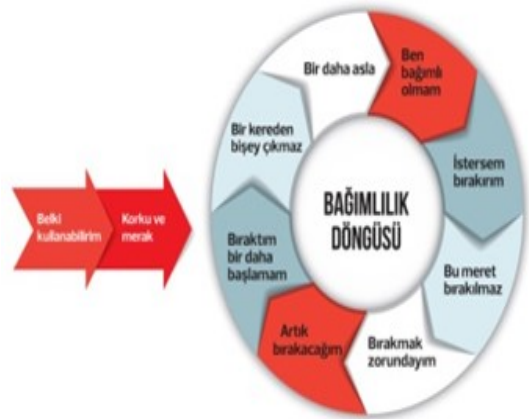 Belki
kullanabilirim
Korku ve
merak
BAĞIMLILIK
DÖNGÜSÜ
Bir daha asla
Ben
bağımlı
olmam
İstersem
bırakırım
Bu meret
bırakılmaz
Bırakmak
zorundayım
Artık
bırakacağım
Bıraktım
bir daha
başlamam
Bir kereden
bişey çıkmaz